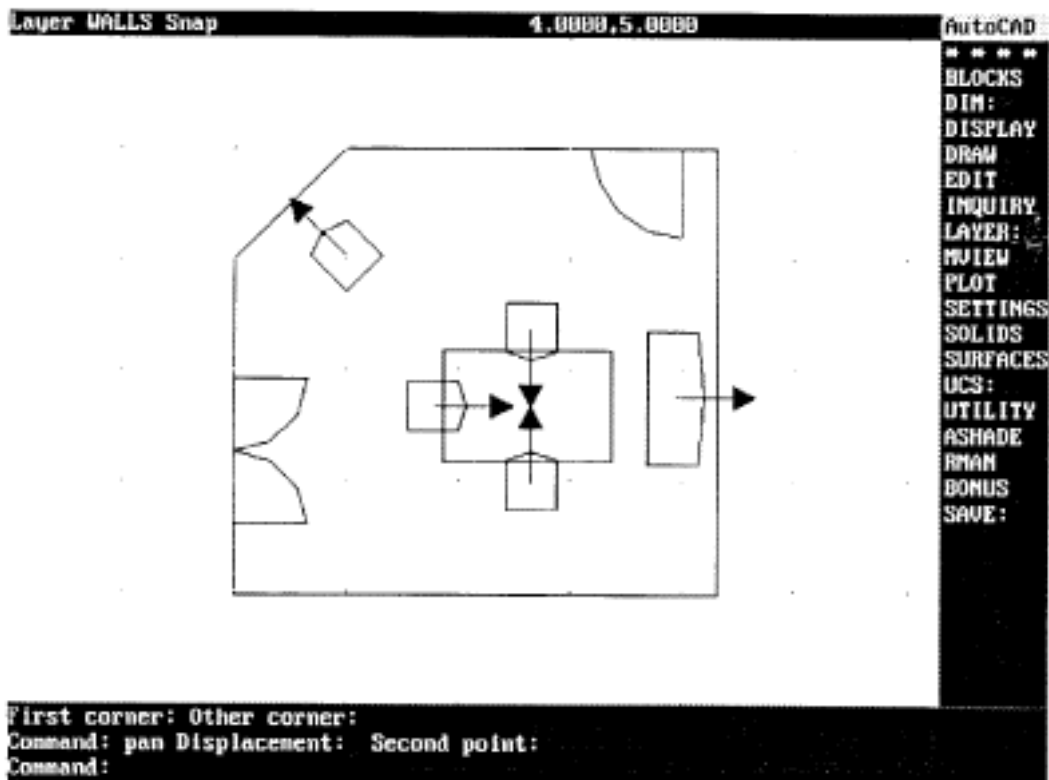 Layer WALLS Snap 4.0000,5.0000 AutoCAD
* * * *
BLOCKS
DIM:
DISPLAY
DRAW
EDIT
INQUIRY
LAYER:
MVIEW
PLOT
SETTINGS
SOLIDS
SURFACES
UCS:
UTILITY
ASHADE
RMAN
BONUS
SAVE:
First corner: Other corner:
Command: pan Displacement: Second point:
Command: